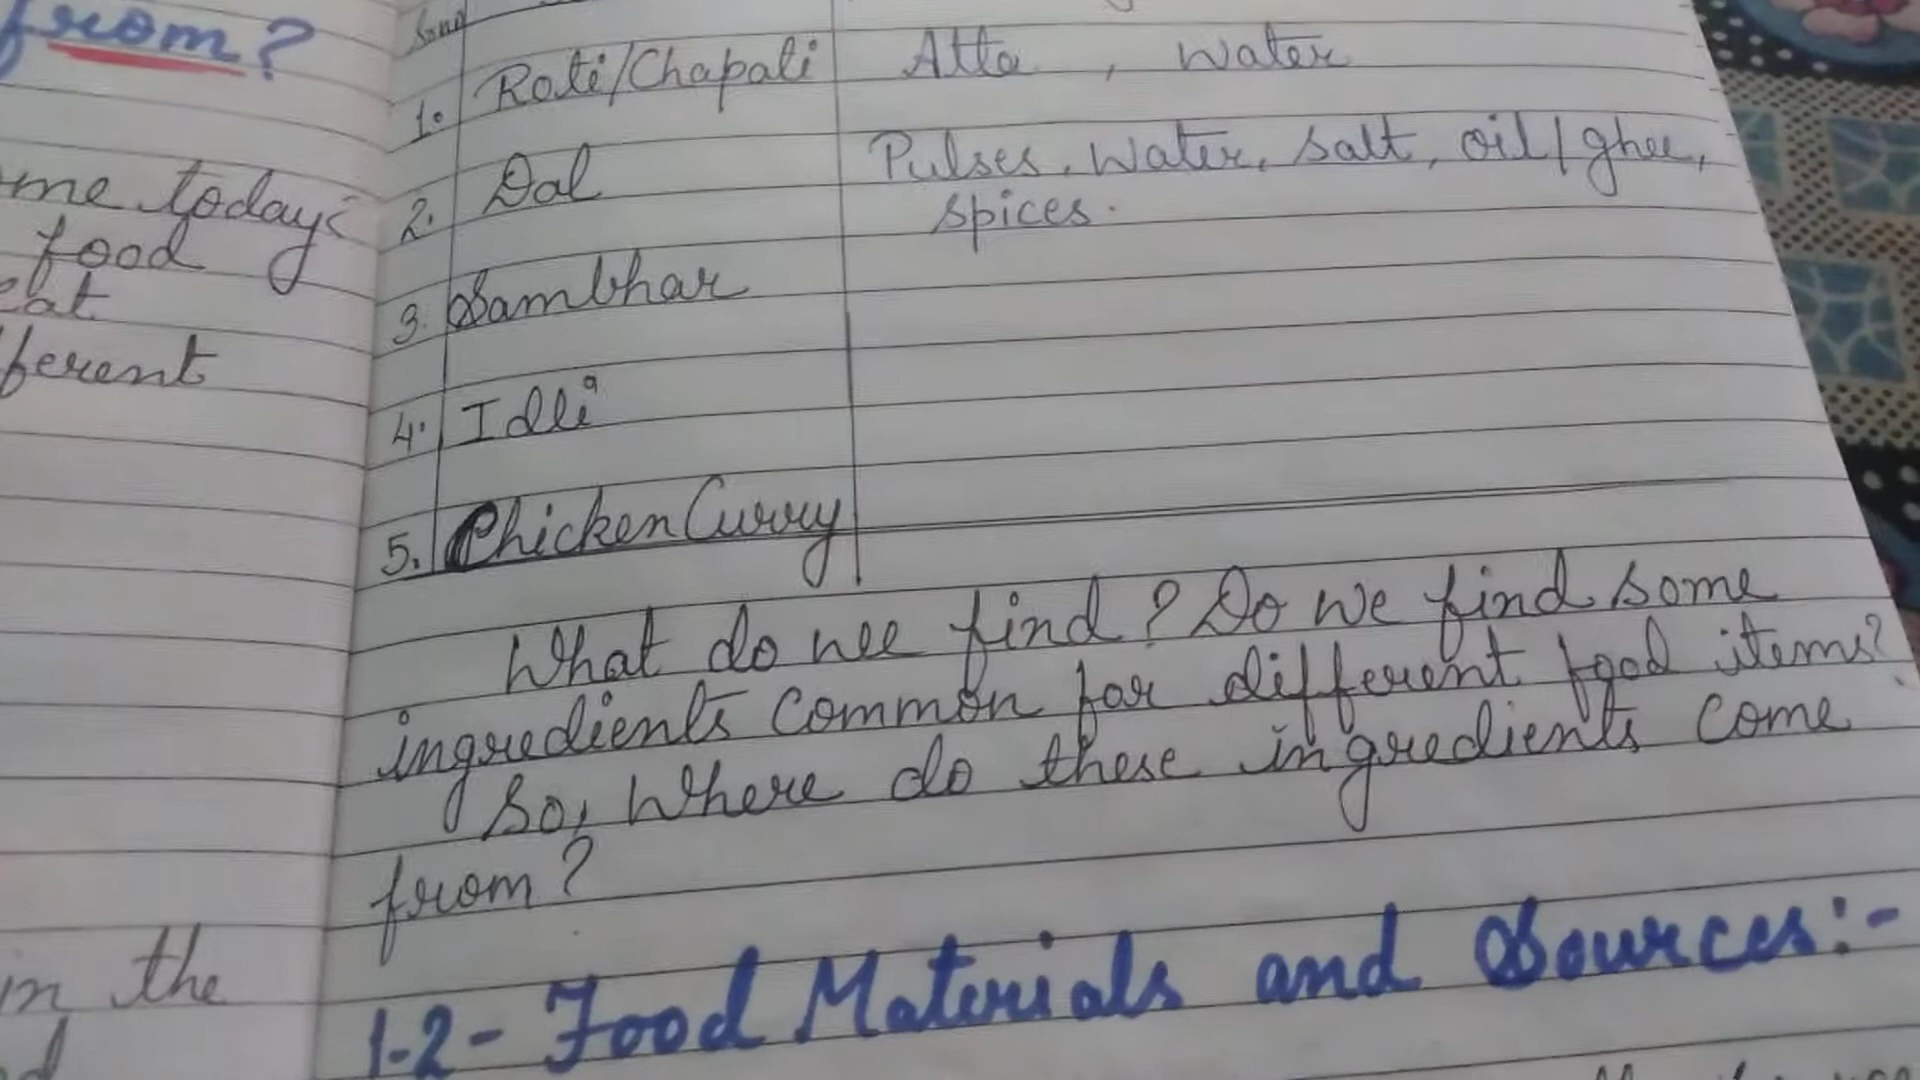 from?
me today's
food
eat
ferent
in the
1. Roti/Chapati Atta , Water
2. Dal Pulses, Water, salt, oil/ghee,
spices.
3. Sambhar
4. Idli
5. Chicken Curry
What do we find? Do we find some
ingredients common for different food items?
So, Where do these ingredients come
from?
1.2- Food Materials and Sources:-